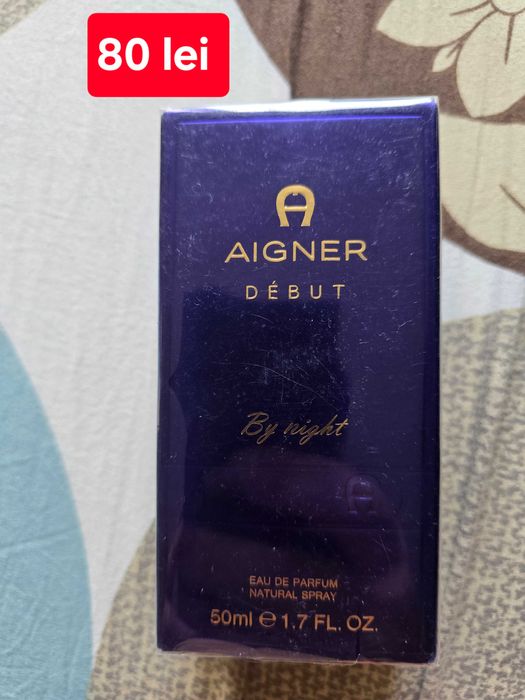 80 lei
AIGNER
DÉBUT
By night
EAU DE PARFUM
NATURAL SPRAY
50ml ℮ 1.7 FL. OZ.